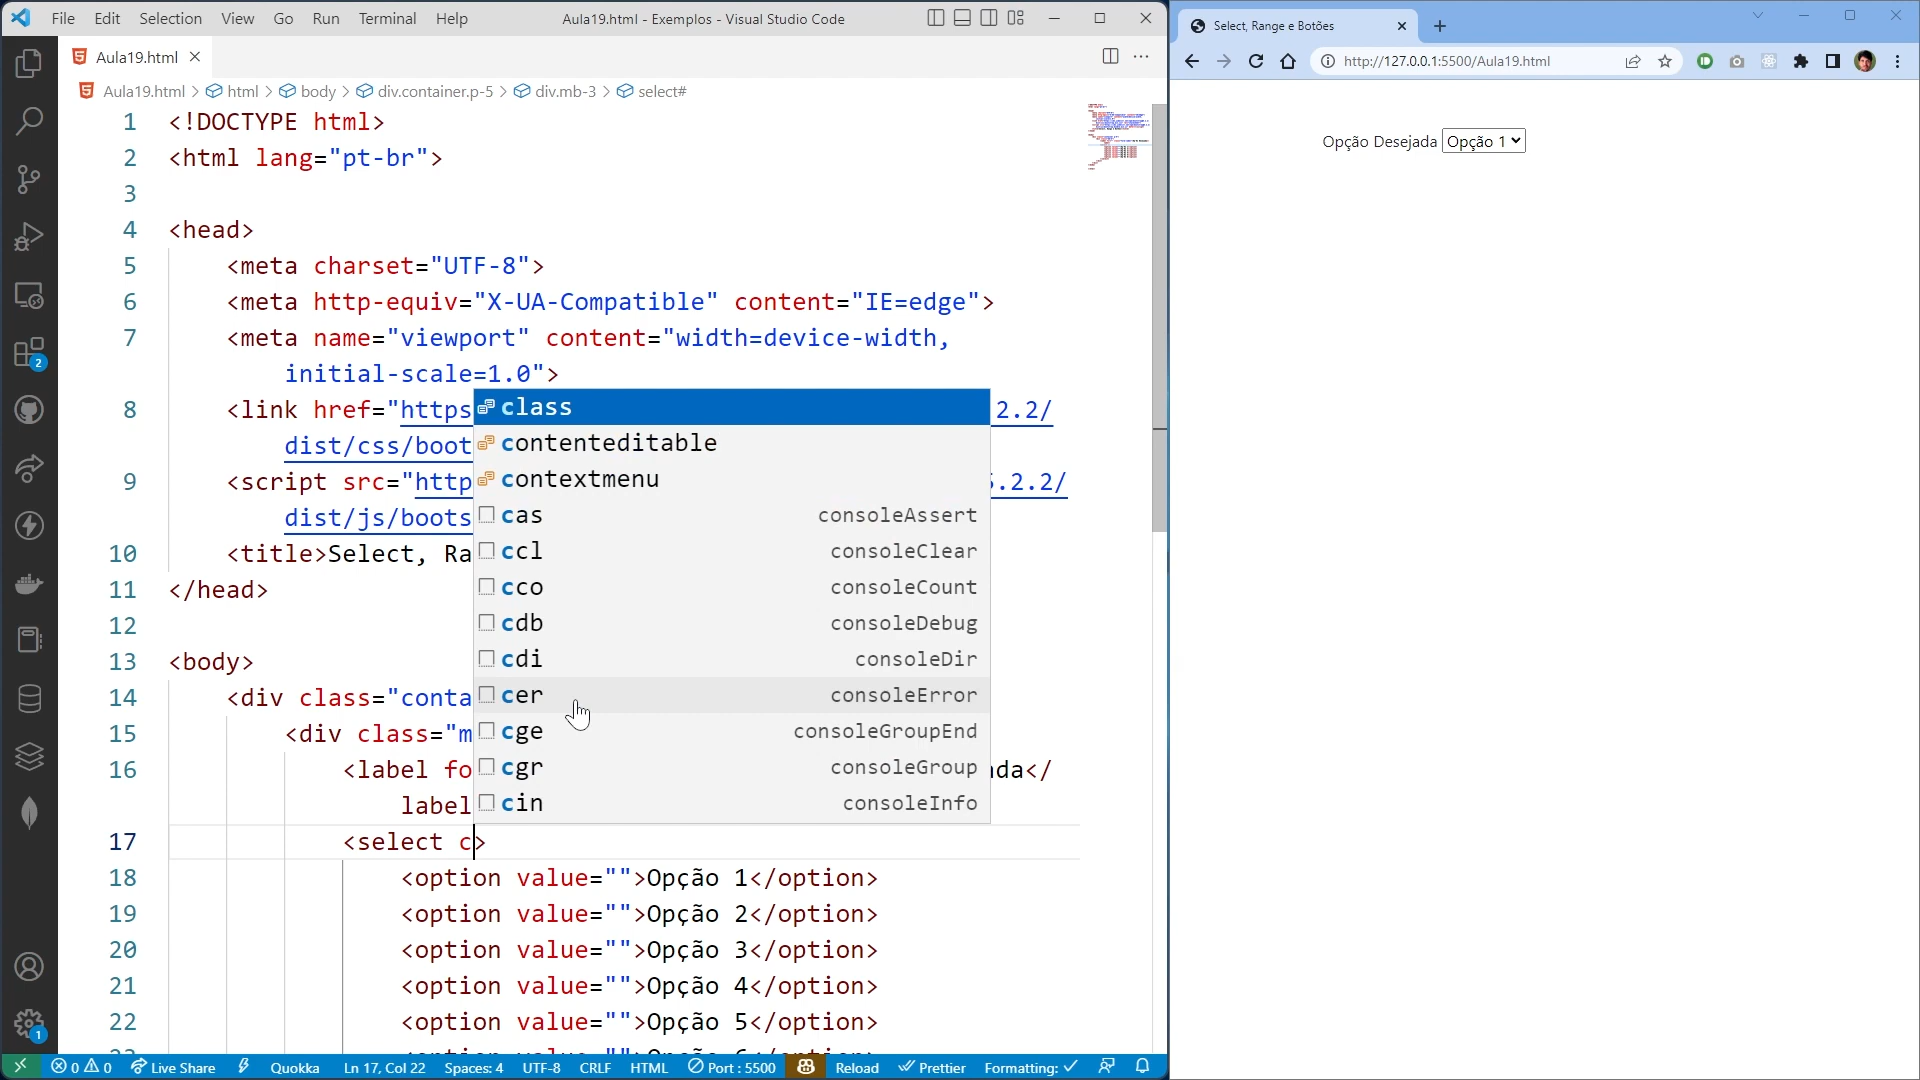 File Edit Selection View Go Run Terminal Help
Aula19.html - Exemplos - Visual Studio Code
Aula19.html
Aula19.html > html > body > div.container.p-5 > div.mb-3 > select#
1 <!DOCTYPE html>
2 <html lang="pt-br">
3
4 <head>
5 <meta charset="UTF-8">
6 <meta http-equiv="X-UA-Compatible" content="IE=edge">
7 <meta name="viewport" content="width=device-width,
initial-scale=1.0">
8 <link href="https 2.2/
dist/css/boot
9 <script src="http .2.2/
dist/js/boots
10 <title>Select, Ra
11 </head>
12
13 <body>
14 <div class="conta
15 <div class="m
16 <label fo da</
label
17 <select c>
18 <option value="">Opção 1</option>
19 <option value="">Opção 2</option>
20 <option value="">Opção 3</option>
21 <option value="">Opção 4</option>
22 <option value="">Opção 5</option>
class
contenteditable
contextmenu
cas consoleAssert
ccl consoleClear
cco consoleCount
cdb consoleDebug
cdi consoleDir
cer consoleError
cge consoleGroupEnd
cgr consoleGroup
cin consoleInfo
2
1
0 0 Live Share Quokka Ln 17, Col 22 Spaces: 4 UTF-8 CRLF HTML Port : 5500 Reload Prettier Formatting:
Select, Range e Botões
http://127.0.0.1:5500/Aula19.html
Opção Desejada Opção 1